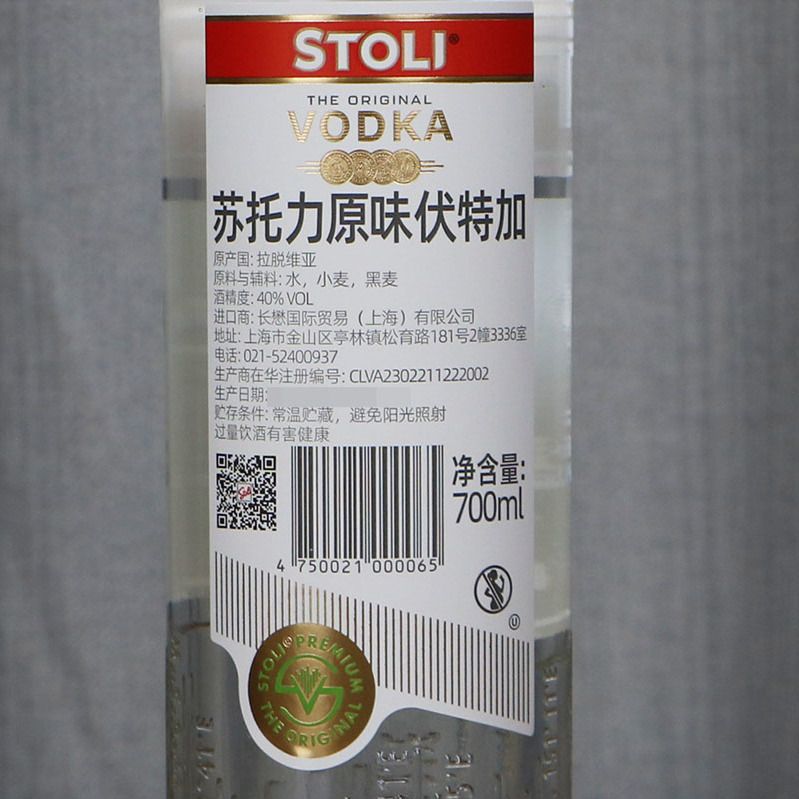 STOLI®
THE ORIGINAL
VODKA
苏托力原味伏特加
原产国: 拉脱维亚
原料与辅料: 水, 小麦, 黑麦
酒精度: 40% VOL
进口商: 长懋国际贸易（上海）有限公司
地址: 上海市金山区亭林镇松育路181号2幢3336室
电话: 021-52400937
生产商在华注册编号: CLVA2302211222002
生产日期:
贮存条件: 常温贮藏, 避免阳光照射
过量饮酒有害健康
净含量:
700ml
4 750021 000065
U
STOLI® PREMIUM
THE ORIGINAL